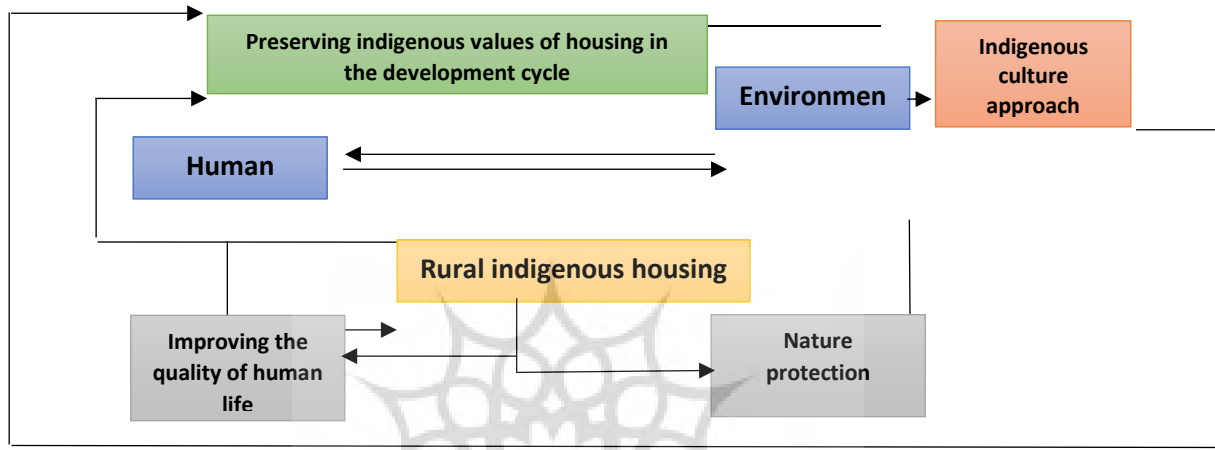 Preserving indigenous values of housing in
the development cycle
Indigenous
culture
approach
Environmen
Human
Rural indigenous housing
Improving the
quality of human
life
Nature
protection